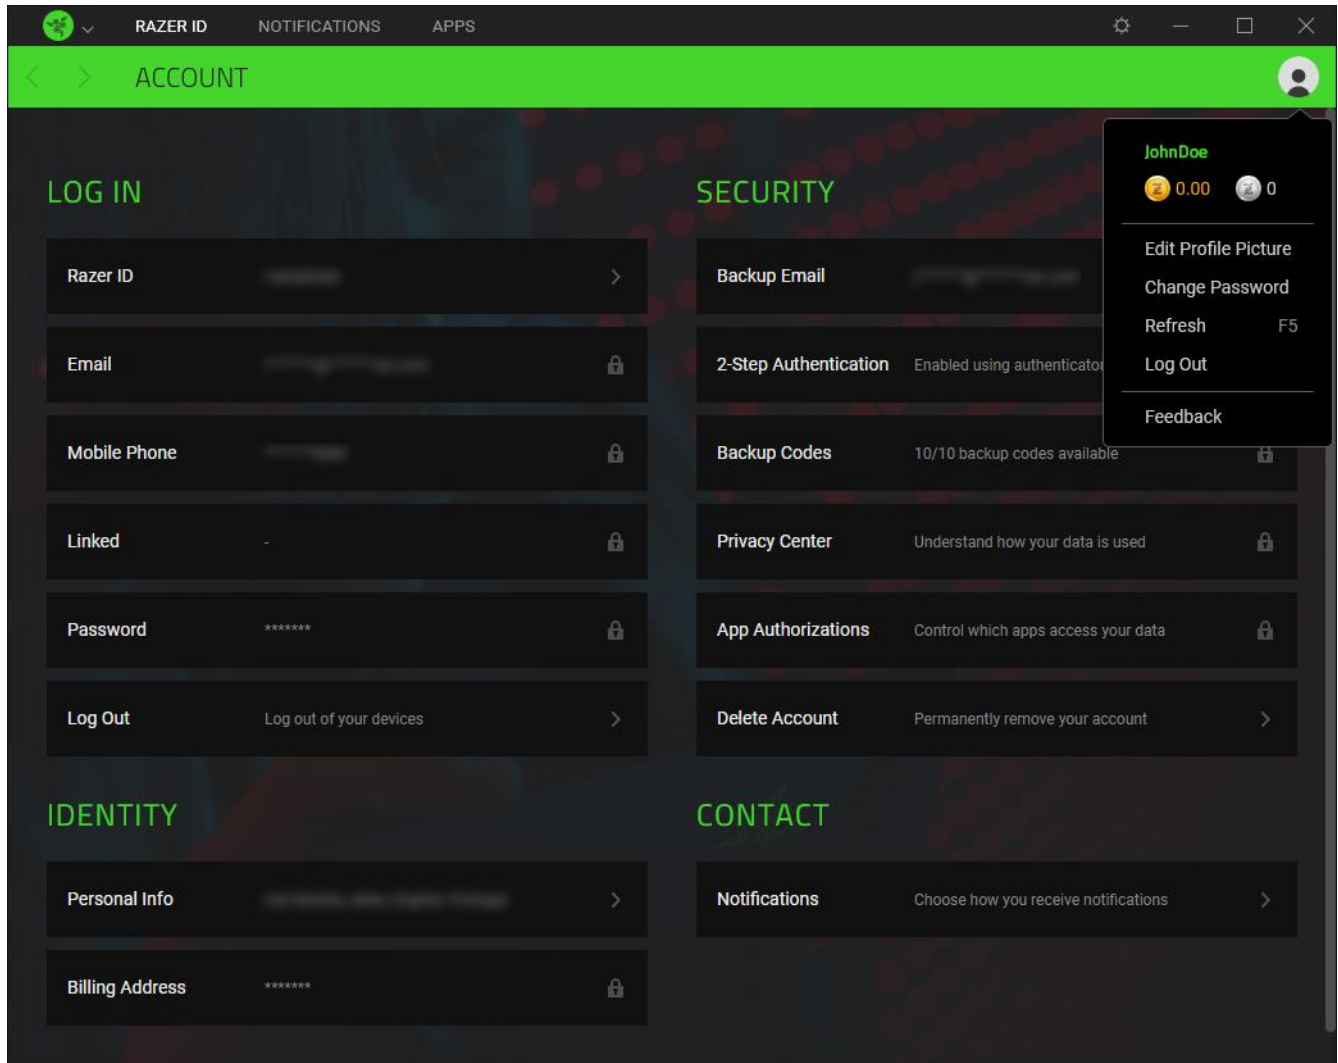 RAZER ID NOTIFICATIONS APPS
ACCOUNT
JohnDoe
0.00 0
Edit Profile Picture
Change Password
Refresh F5
Log Out
Feedback
LOG IN
Razer ID
Email
Mobile Phone
Linked -
Password *******
Log Out Log out of your devices
SECURITY
Backup Email
2-Step Authentication Enabled using authenticator
Backup Codes 10/10 backup codes available
Privacy Center Understand how your data is used
App Authorizations Control which apps access your data
Delete Account Permanently remove your account
IDENTITY
Personal Info
Billing Address *******
CONTACT
Notifications Choose how you receive notifications